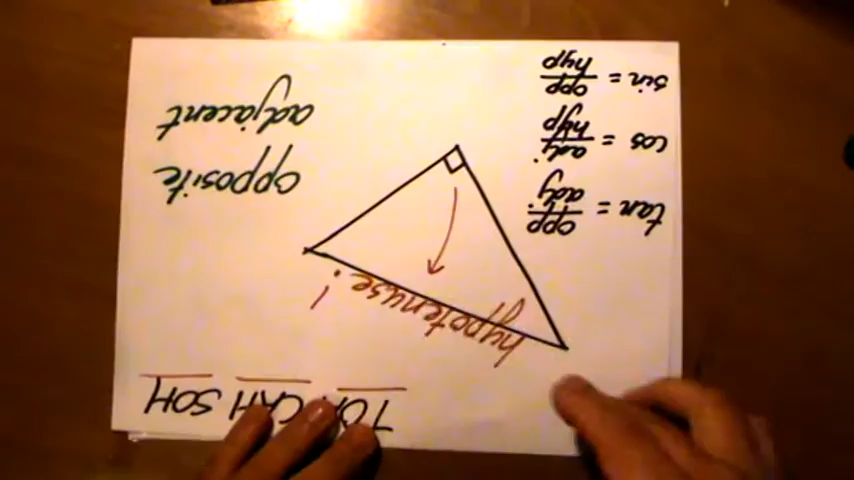 TOA CAH SOH
hypotenuse!
tan = opp/adj
cos = adj/hyp
sin = opp/hyp
opposite
adjacent